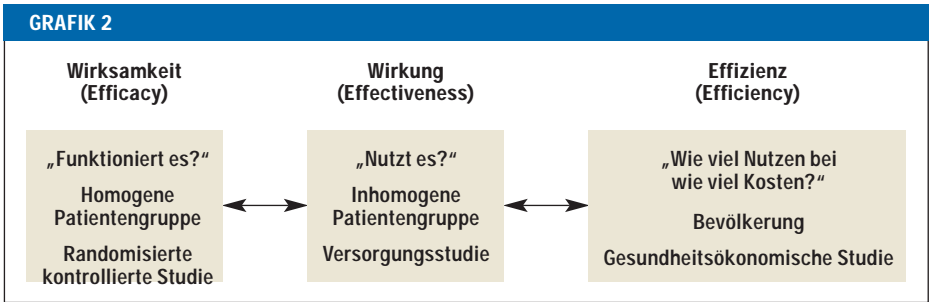 GRAFIK 2
Wirksamkeit
(Efficacy)
„Funktioniert es?“
Homogene
Patientengruppe
Randomisierte
kontrollierte Studie
Wirkung
(Effectiveness)
„Nutzt es?“
Inhomogene
Patientengruppe
Versorgungsstudie
Effizienz
(Efficiency)
„Wie viel Nutzen bei
wie viel Kosten?“
Bevölkerung
Gesundheitsökonomische Studie